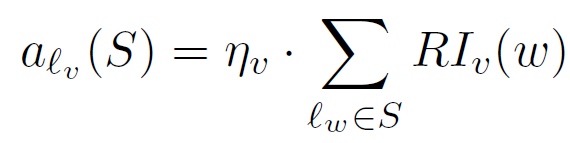 $a_{\ell_v}(S) = \eta_v \cdot \sum_{\ell_w \in S} RI_v(w)$